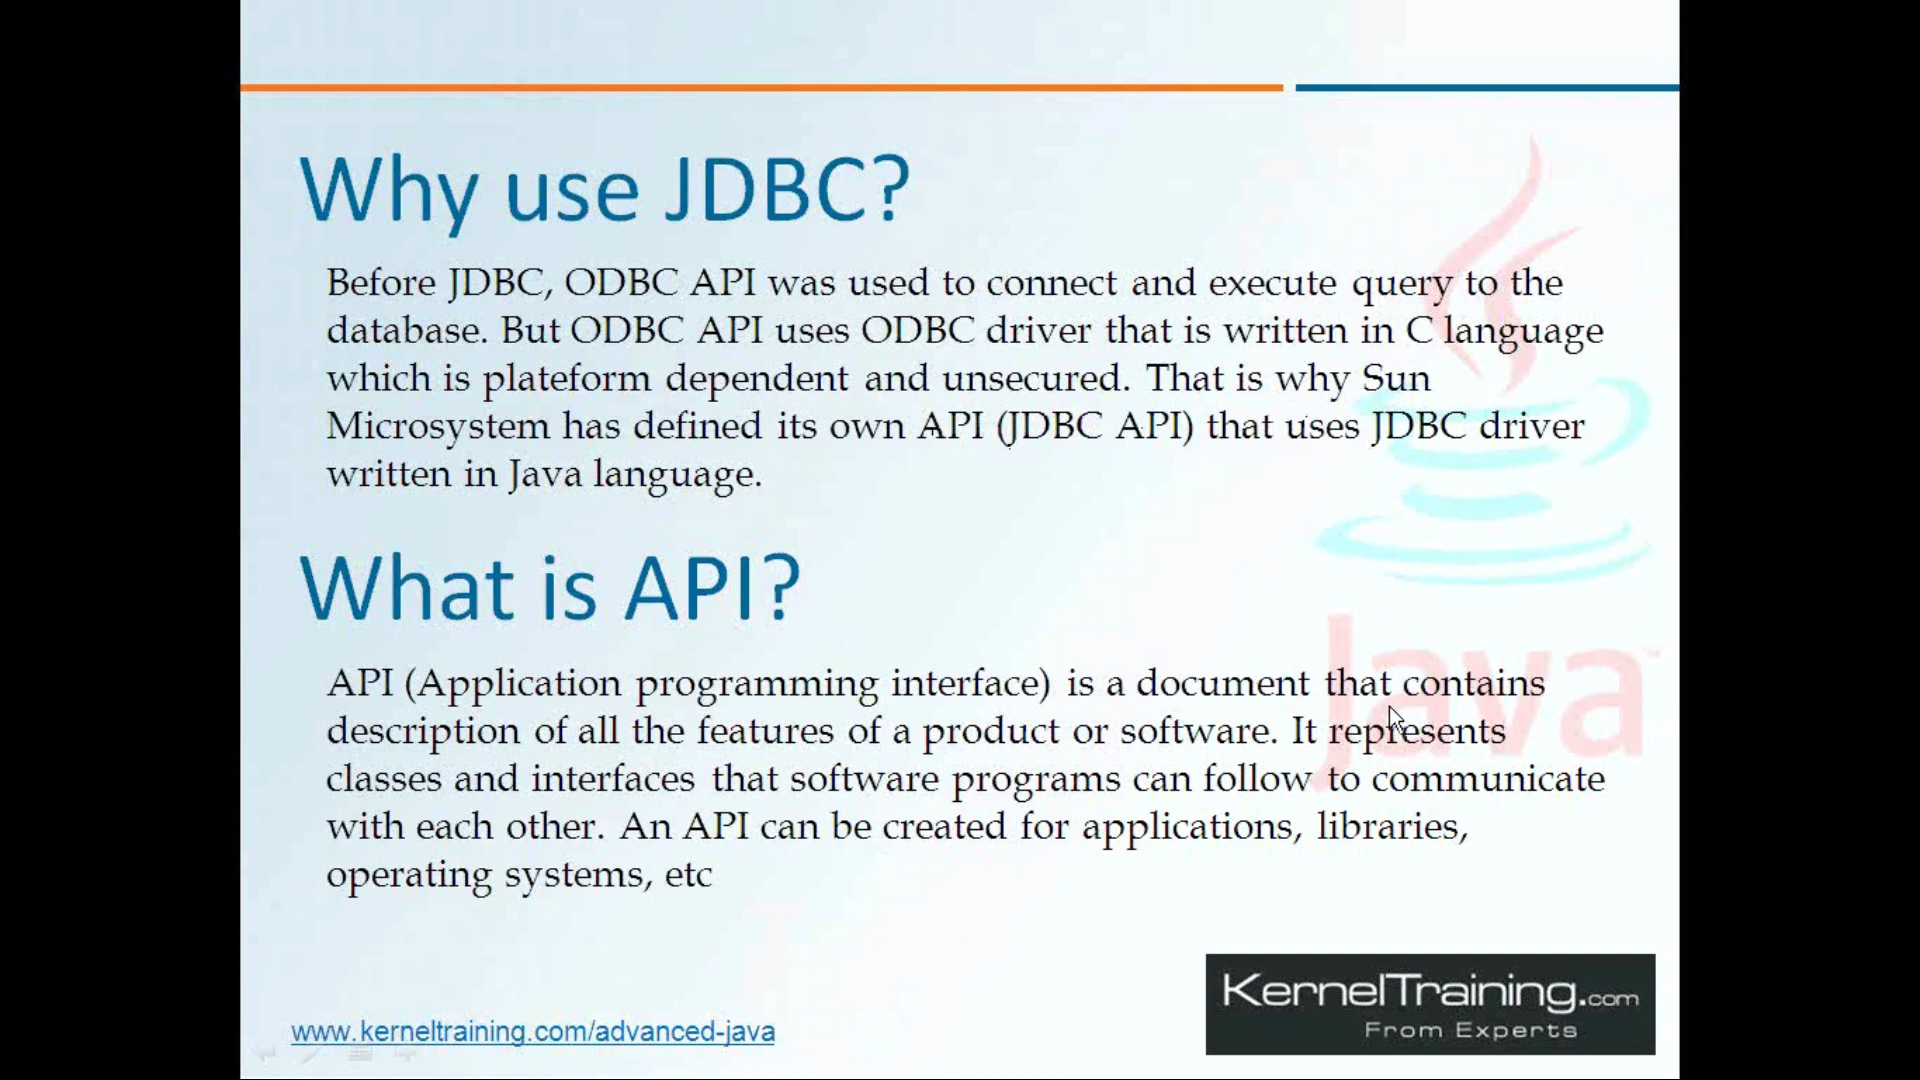 Why use JDBC?
Before JDBC, ODBC API was used to connect and execute query to the
database. But ODBC API uses ODBC driver that is written in C language
which is plateform dependent and unsecured. That is why Sun
Microsystem has defined its own API (JDBC API) that uses JDBC driver
written in Java language.
What is API?
API (Application programming interface) is a document that contains
description of all the features of a product or software. It represents
classes and interfaces that software programs can follow to communicate
with each other. An API can be created for applications, libraries,
operating systems, etc
Java
KernelTraining.com
From Experts
www.kerneltraining.com/advanced-java